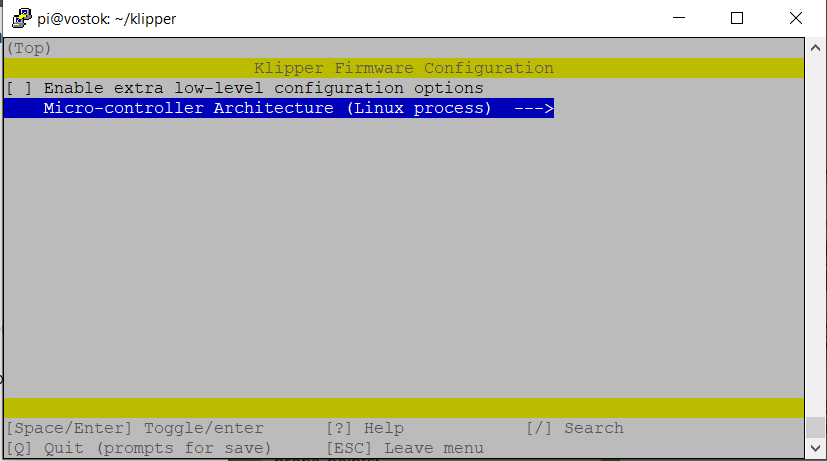 pi@vostok: ~/klipper
(Top)
Klipper Firmware Configuration
[ ] Enable extra low-level configuration options
Micro-controller Architecture (Linux process)  --->
[Space/Enter] Toggle/enter [?] Help [/] Search
[Q] Quit (prompts for save) [ESC] Leave menu